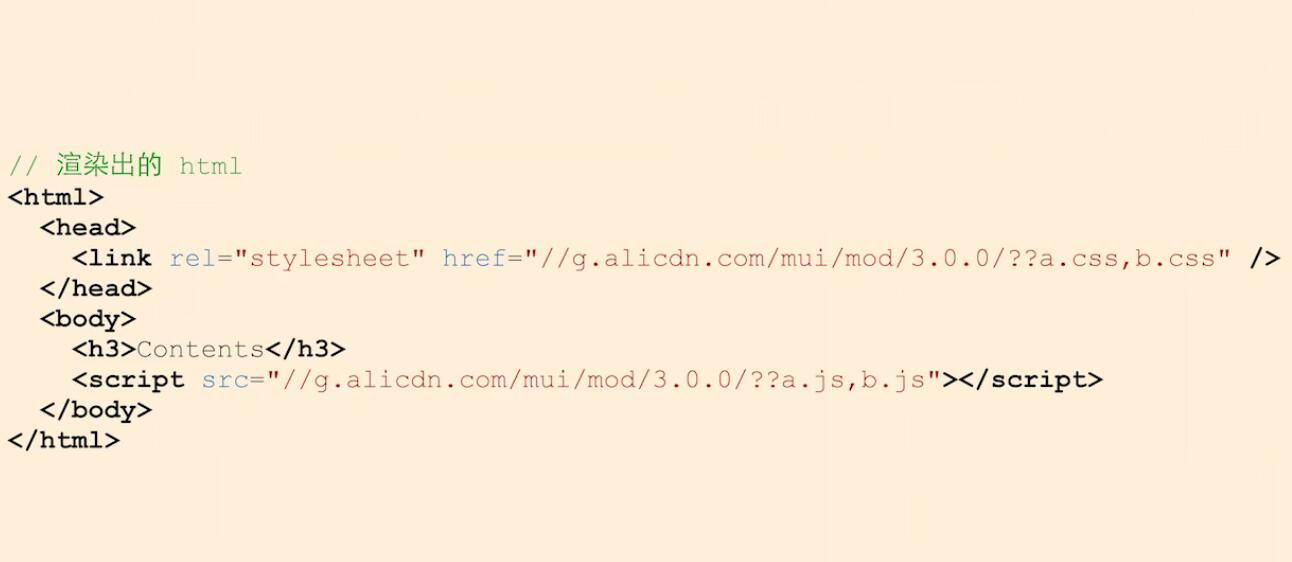 // 渲染出的 html
<html>
  <head>
    <link rel="stylesheet" href="//g.alicdn.com/mui/mod/3.0.0/??a.css,b.css" />
  </head>
  <body>
    <h3>Contents</h3>
    <script src="//g.alicdn.com/mui/mod/3.0.0/??a.js,b.js"></script>
  </body>
</html>